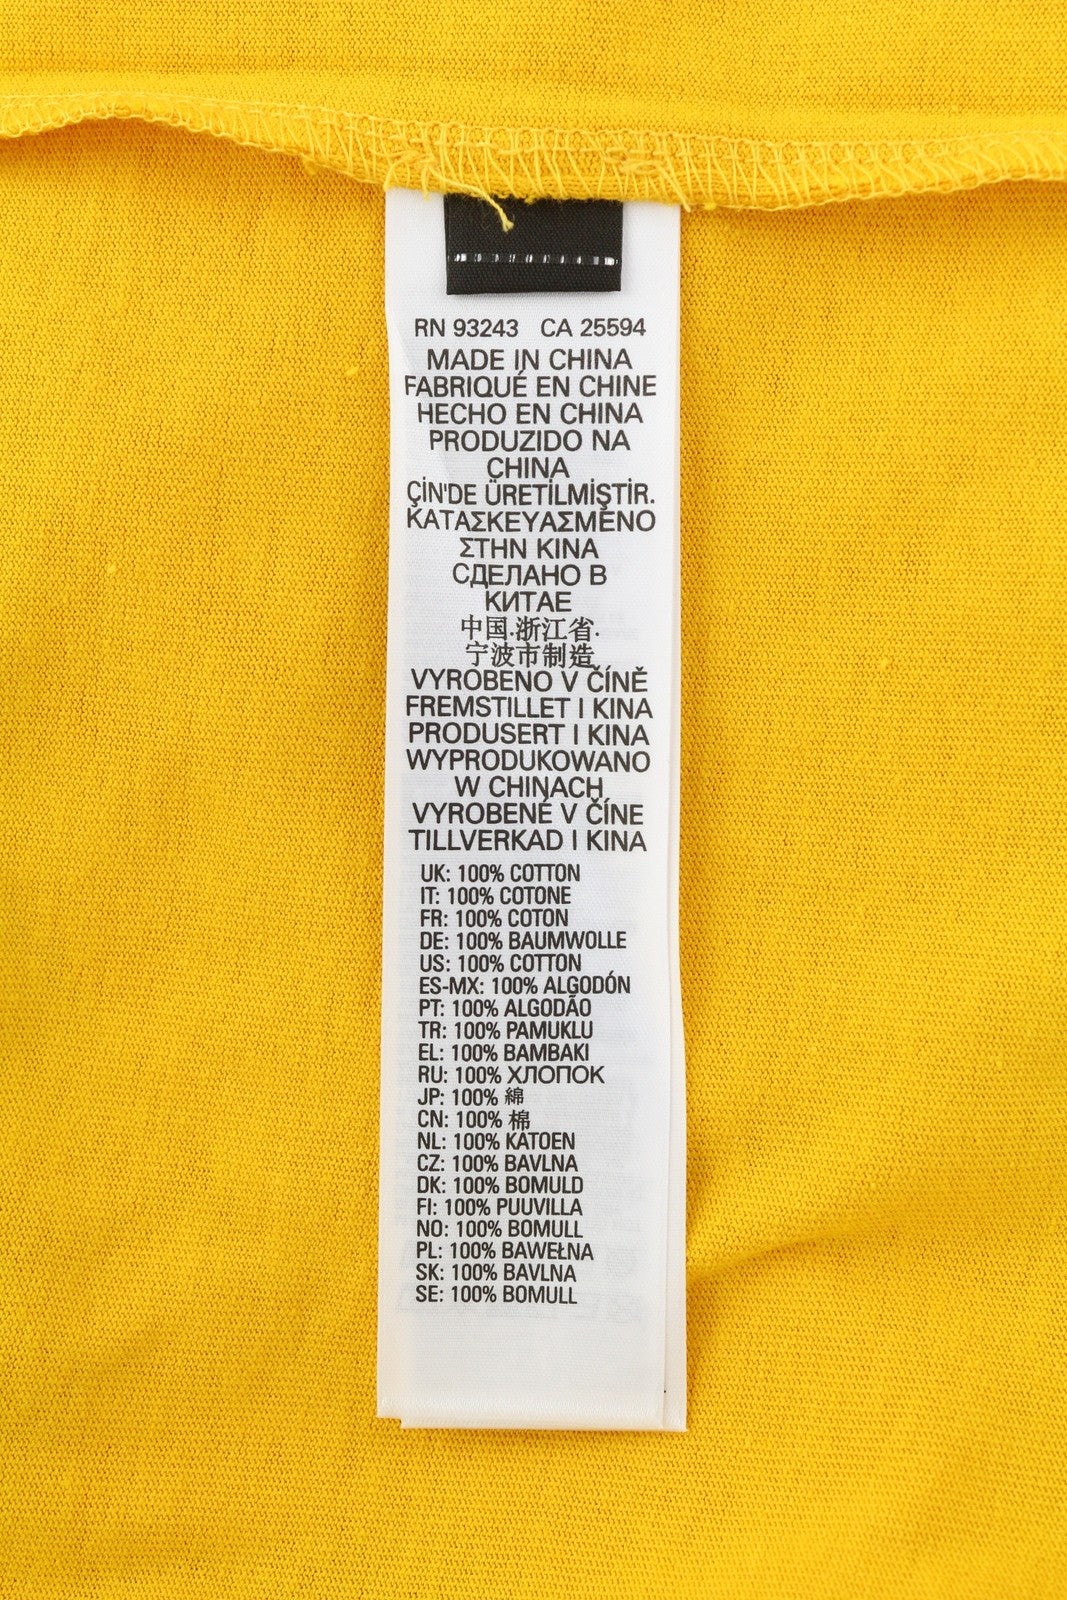 RN 93243 CA 25594
MADE IN CHINA
FABRIQUÉ EN CHINE
HECHO EN CHINA
PRODUZIDO NA
CHINA
ÇİN'DE ÜRETİLMİŞTİR.
ΚΑΤΑΣΚΕΥΑΣΜΕΝΟ
ΣΤΗΝ ΚΙΝΑ
СДЕЛАНО В
КИТАЕ
中国.浙江省.
宁波市制造
VYROBENO V ČÍNĚ
FREMSTILLET I KINA
PRODUSERT I KINA
WYPRODUKOWANO
W CHINACH
VYROBENÉ V ČÍNE
TILLVERKAD I KINA
UK: 100% COTTON
IT: 100% COTONE
FR: 100% COTON
DE: 100% BAUMWOLLE
US: 100% COTTON
ES-MX: 100% ALGODÓN
PT: 100% ALGODÃO
TR: 100% PAMUKLU
EL: 100% BAMBAKI
RU: 100% ХЛОПОК
JP: 100% 綿
CN: 100% 棉
NL: 100% KATOEN
CZ: 100% BAVLNA
DK: 100% BOMULD
FI: 100% PUUVILLA
NO: 100% BOMULL
PL: 100% BAWEŁNA
SK: 100% BAVLNA
SE: 100% BOMULL